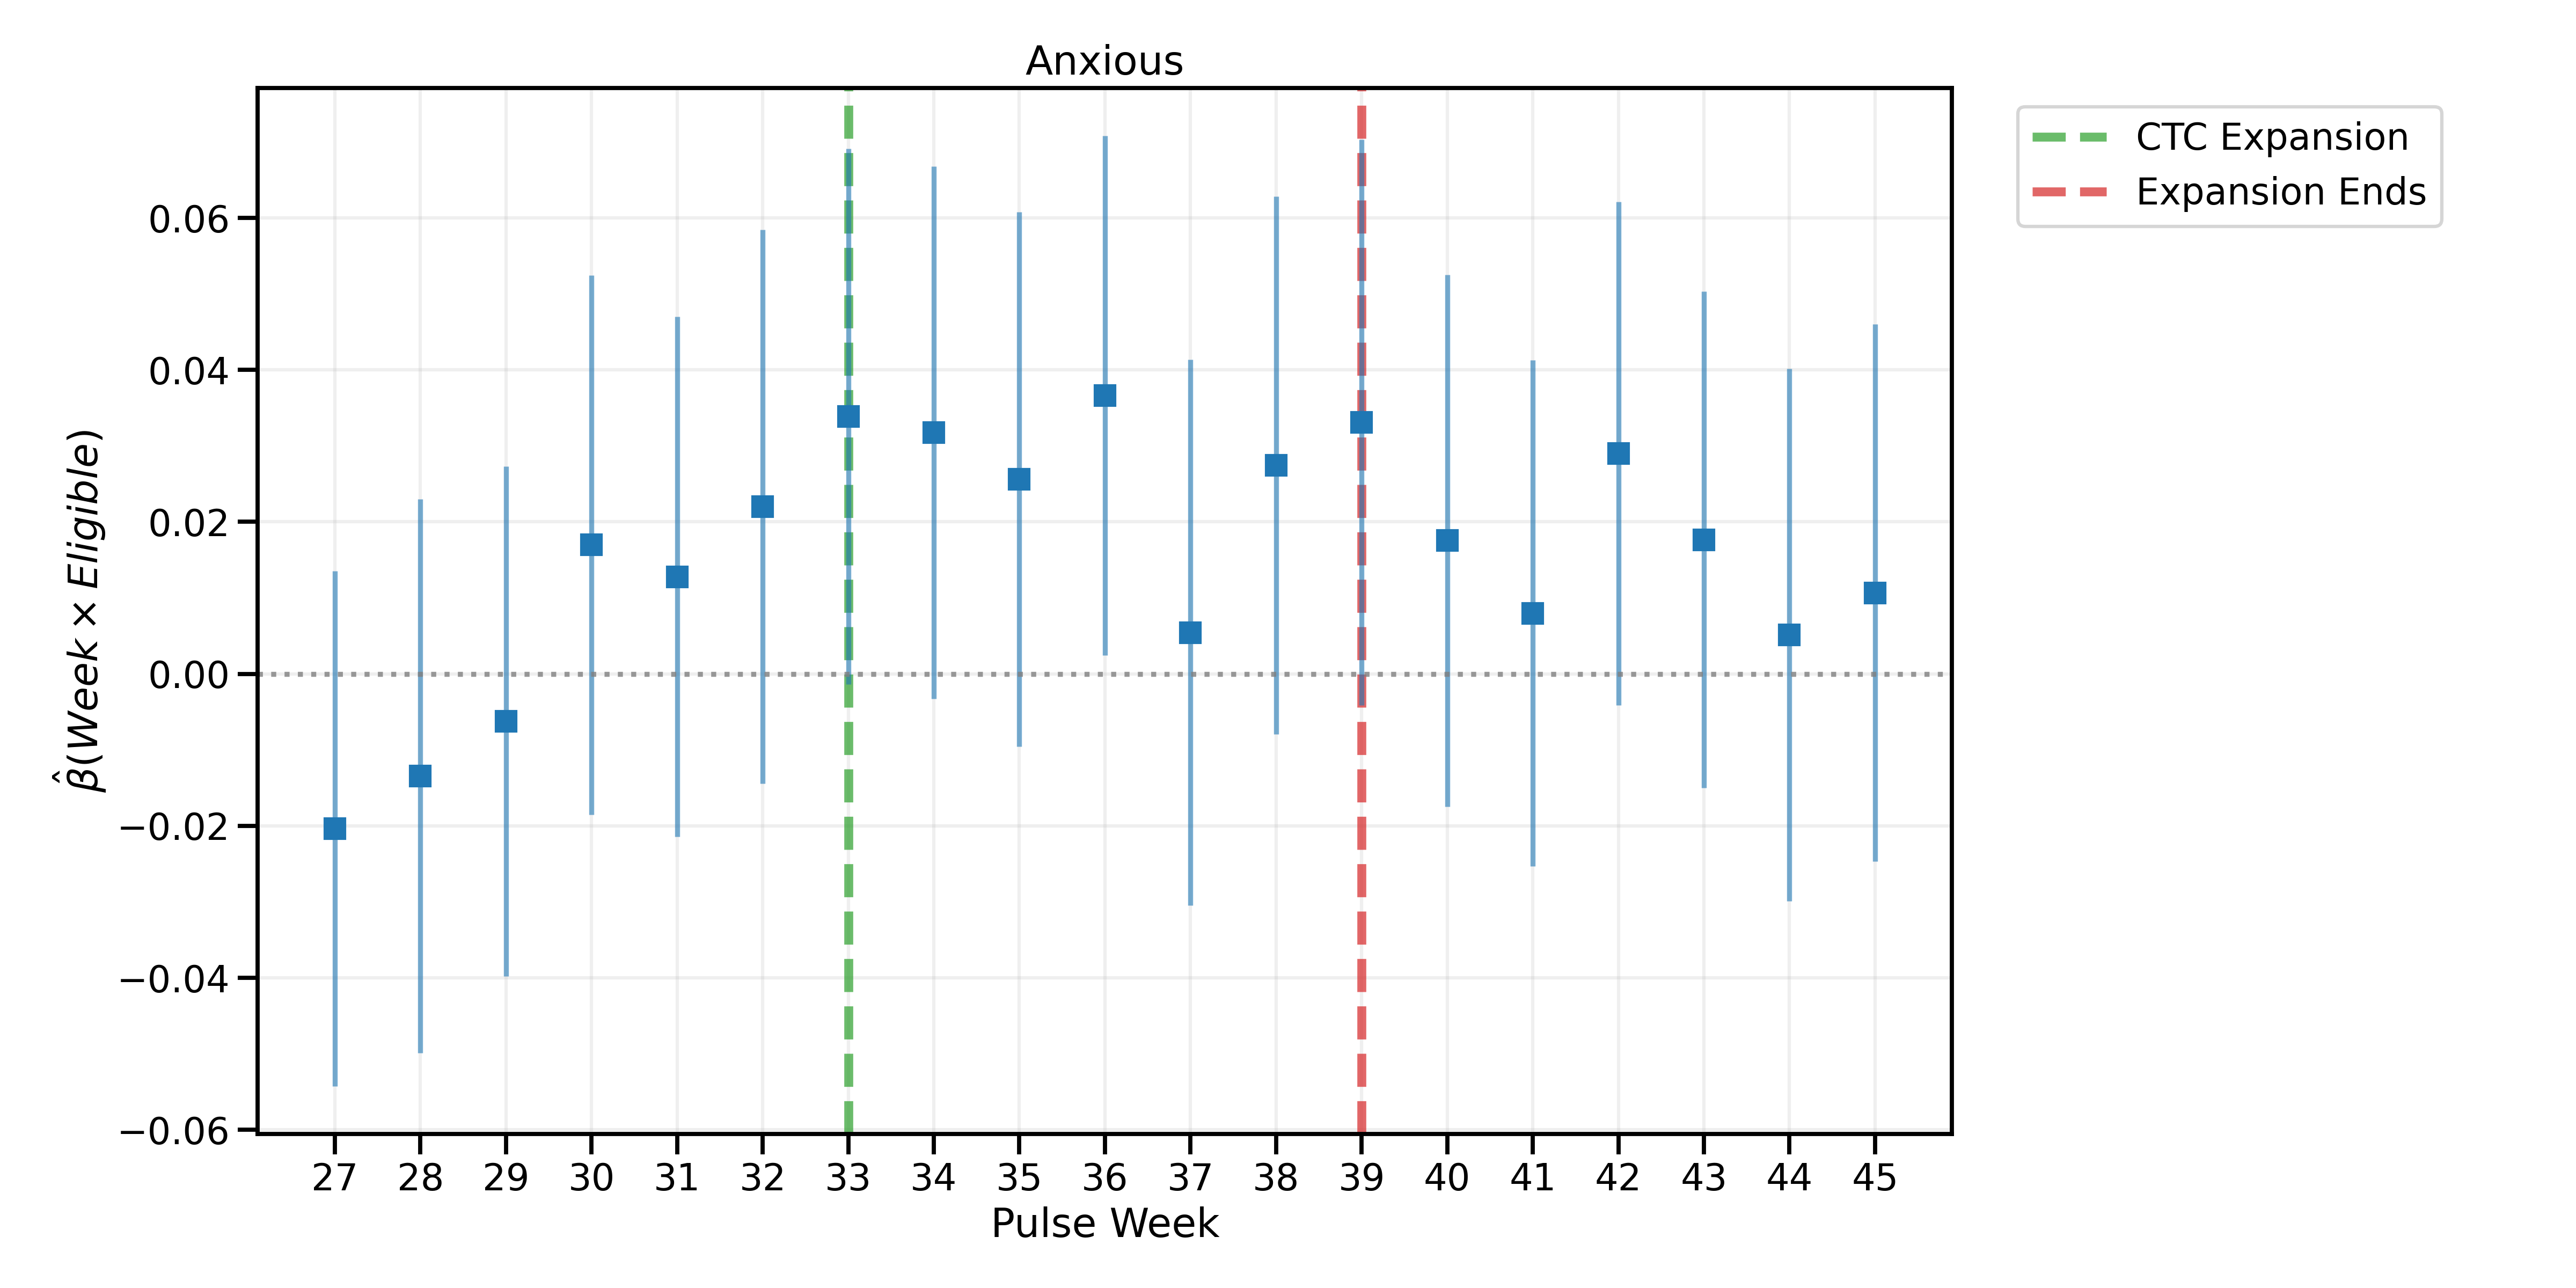 Anxious
CTC Expansion
Expansion Ends
0.06
0.04
0.02
0.00
−0.02
−0.04
−0.06
β̂(Week × Eligible)
27 28 29 30 31 32 33 34 35 36 37 38 39 40 41 42 43 44 45
Pulse Week